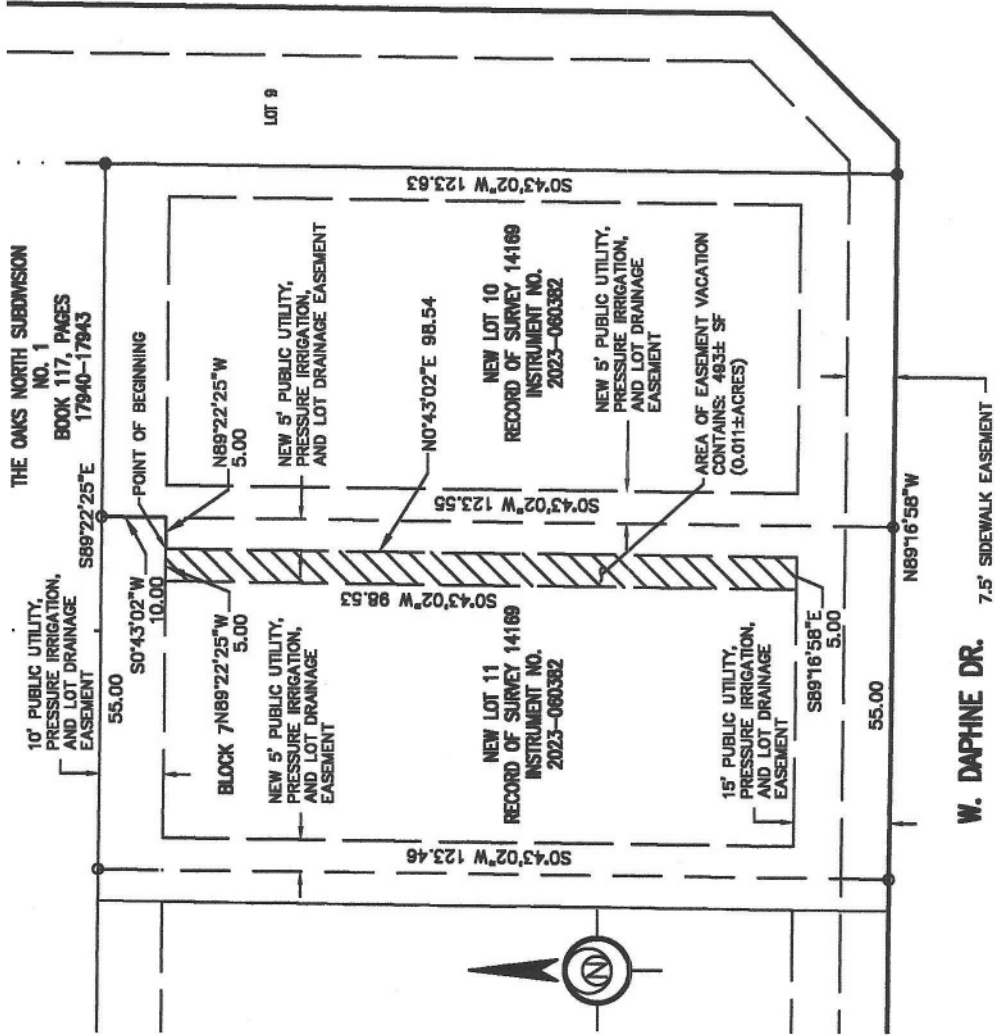 THE OAKS NORTH SUBDIVISION
NO. 1
BOOK 117, PAGES
17940-17943
10' PUBLIC UTILITY,
PRESSURE IRRIGATION,
AND LOT DRAINAGE
EASEMENT
S89°22'25"E
55.00
S0°43'02"W
10.00
POINT OF BEGINNING
N89°22'25"W
5.00
LOT 9
BLOCK 7
N89°22'25"W
5.00
NEW 5' PUBLIC UTILITY,
PRESSURE IRRIGATION,
AND LOT DRAINAGE
EASEMENT
NEW 5' PUBLIC UTILITY,
PRESSURE IRRIGATION,
AND LOT DRAINAGE EASEMENT
N0°43'02"E 98.54
S0°43'02"W 98.53
S0°43'02"W 123.55
S0°43'02"W 123.63
S0°43'02"W 123.46
NEW LOT 11
RECORD OF SURVEY 14169
INSTRUMENT NO.
2023-060382
NEW LOT 10
RECORD OF SURVEY 14169
INSTRUMENT NO.
2023-060382
NEW 5' PUBLIC UTILITY,
PRESSURE IRRIGATION,
AND LOT DRAINAGE
EASEMENT
AREA OF EASEMENT VACATION
CONTAINS: 493± SF
(0.011±ACRES)
15' PUBLIC UTILITY,
PRESSURE IRRIGATION,
AND LOT DRAINAGE
EASEMENT
S89°16'58"E
5.00
55.00
N89°16'58"W
N
W. DAPHNE DR.
7.5' SIDEWALK EASEMENT